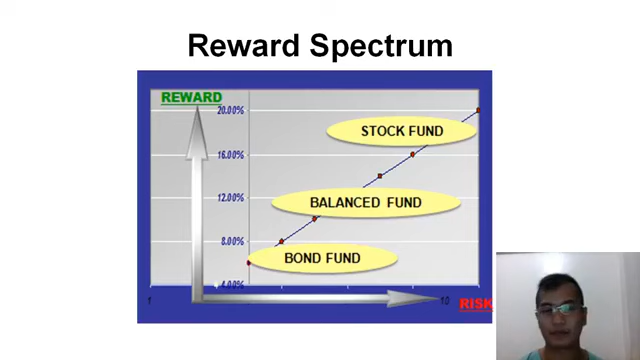 Reward Spectrum
REWARD
20.00%
STOCK FUND
16.00%
12.00%
BALANCED FUND
8.00%
BOND FUND
4.00%
1
10
RISK